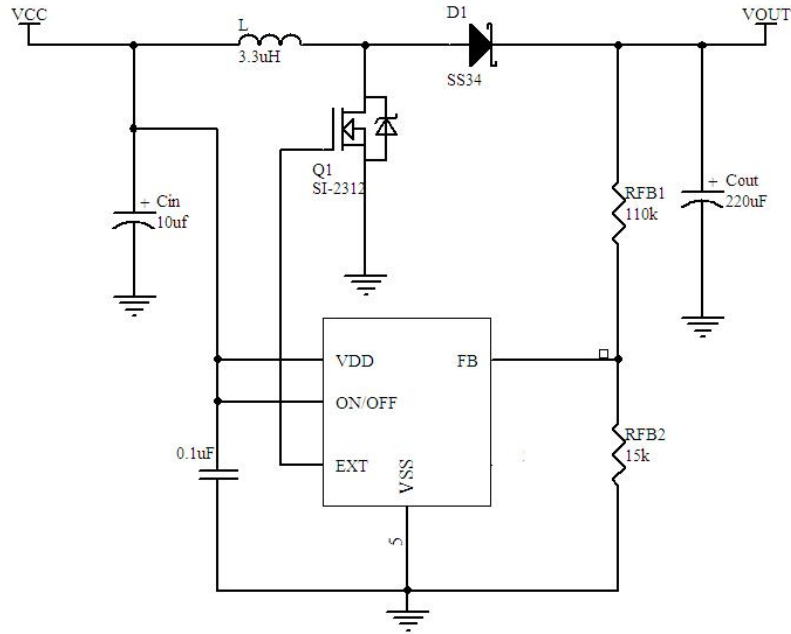 VCC
L
3.3uH
D1
SS34
VOUT
Q1
SI-2312
+ Cin
10uf
RFB1
110k
+ Cout
220uF
VDD
FB
ON/OFF
EXT
VSS
0.1uF
RFB2
15k
5